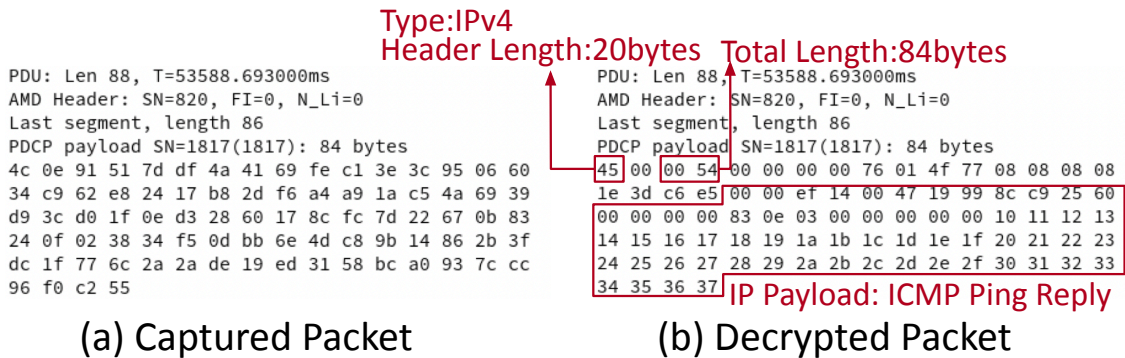 Type:IPv4
Header Length:20bytes Total Length:84bytes
PDU: Len 88, T=53588.693000ms
AMD Header: SN=820, FI=0, N_Li=0
Last segment, length 86
PDCP payload SN=1817(1817): 84 bytes
4c 0e 91 51 7d df 4a 41 69 fe c1 3e 3c 95 06 60
34 c9 62 e8 24 17 b8 2d f6 a4 a9 1a c5 4a 69 39
d9 3c d0 1f 0e d3 28 60 17 8c fc 7d 22 67 0b 83
24 0f 02 38 34 f5 0d bb 6e 4d c8 9b 14 86 2b 3f
dc 1f 77 6c 2a 2a de 19 ed 31 58 bc a0 93 7c cc
96 f0 c2 55
(a) Captured Packet
PDU: Len 88, T=53588.693000ms
AMD Header: SN=820, FI=0, N_Li=0
Last segment, length 86
PDCP payload SN=1817(1817): 84 bytes
45 00 00 54 00 00 00 00 76 01 4f 77 08 08 08 08
1e 3d c6 e5 00 00 ef 14 00 47 19 99 8c c9 25 60
00 00 00 00 83 0e 03 00 00 00 00 00 10 11 12 13
14 15 16 17 18 19 1a 1b 1c 1d 1e 1f 20 21 22 23
24 25 26 27 28 29 2a 2b 2c 2d 2e 2f 30 31 32 33
34 35 36 37
IP Payload: ICMP Ping Reply
(b) Decrypted Packet